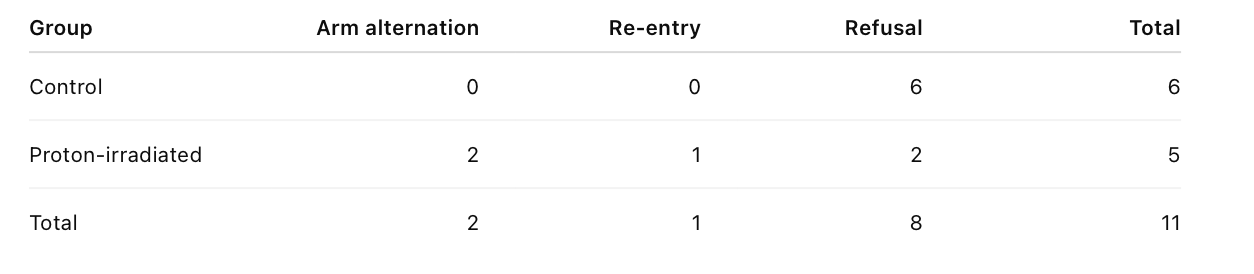 Group Arm alternation Re-entry Refusal Total
Control 0 0 6 6
Proton-irradiated 2 1 2 5
Total 2 1 8 11